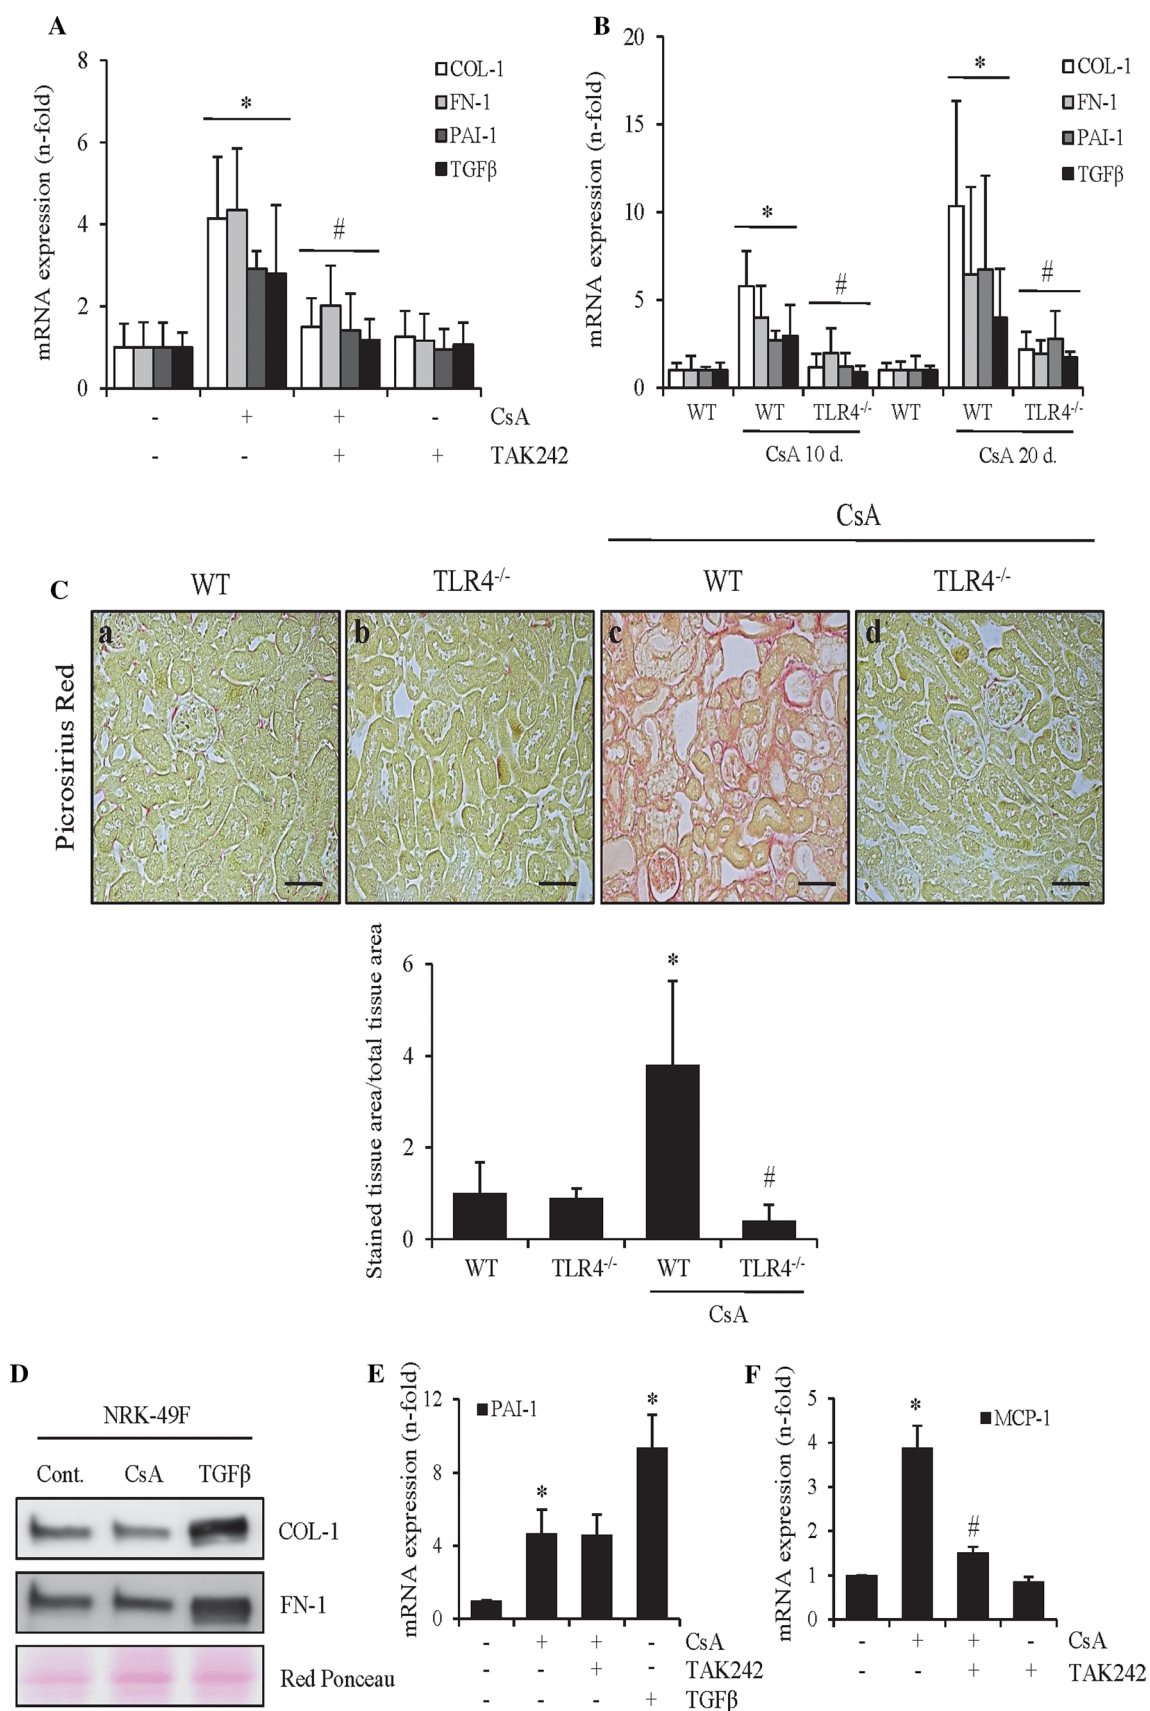 A
mRNA expression (n-fold)
8
6
4
2
0
COL-1
FN-1
PAI-1
TGFβ
*
#
- + + - CsA
- - + + TAK242
B
mRNA expression (n-fold)
20
15
10
5
0
COL-1
FN-1
PAI-1
TGFβ
*
#
*
#
WT WT TLR4-/- WT WT TLR4-/-
CsA 10 d. CsA 20 d.
CsA
C
WT TLR4-/- WT TLR4-/-
Picrosirius Red
a b c d
Stained tissue area/total tissue area
6
4
2
0
*
#
WT TLR4-/- WT TLR4-/-
CsA
D
NRK-49F
Cont. CsA TGFβ
COL-1
FN-1
Red Ponceau
E
mRNA expression (n-fold)
12
8
4
0
PAI-1
*
*
- + + - CsA
- - + - TAK242
- - - + TGFβ
F
mRNA expression (n-fold)
5
4
3
2
1
0
MCP-1
*
#
- + + - CsA
- - + + TAK242